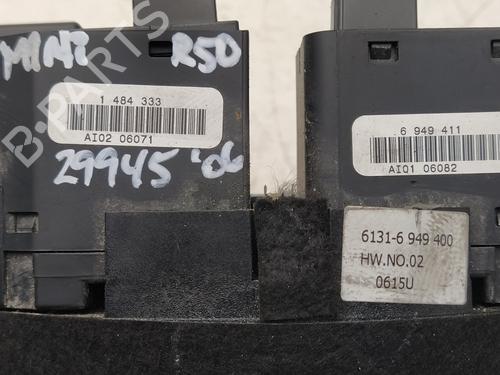 MINI R50
1 484 333
AI02 06071
29945 '06
6 949 411
AIQ1 06082
6131-6 949 400
HW.NO.02
0615U
B-PARTS